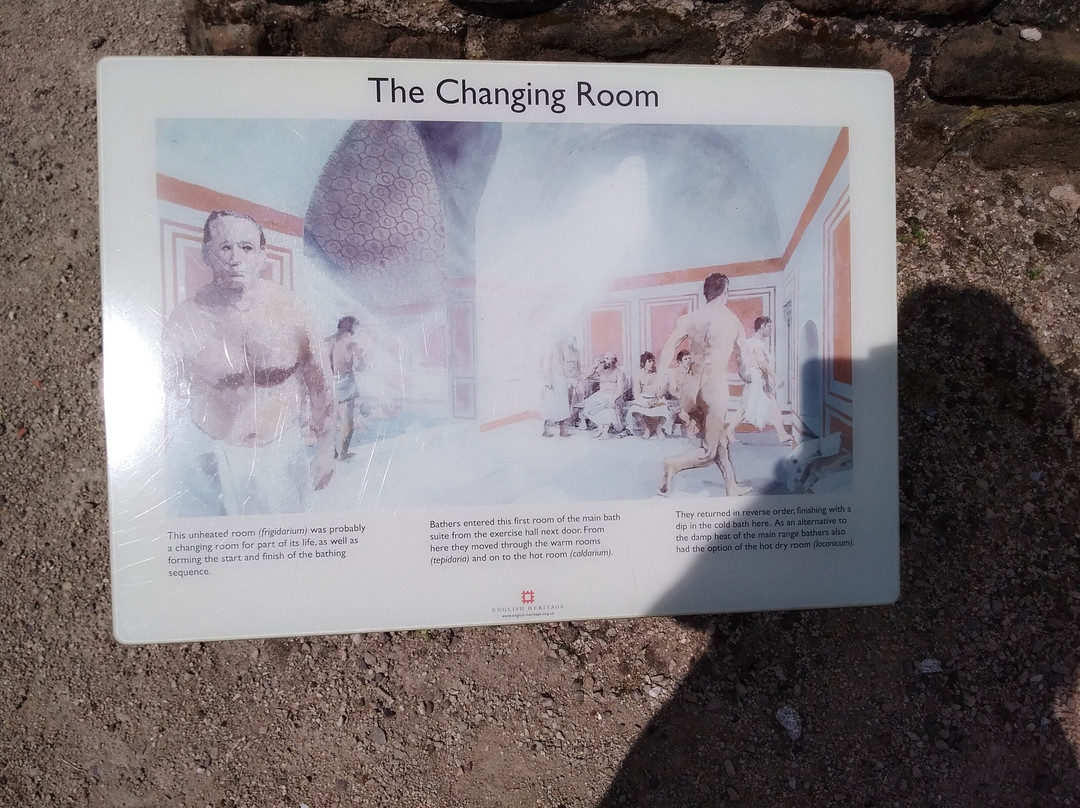 The Changing Room
This unheated room (frigidarium) was probably
a changing room for part of its life, as well as
forming the start and finish of the bathing
sequence.
Bathers entered this first room of the main bath
suite from the exercise hall next door. From
here they moved through the warm rooms
(tepidaria) and on to the hot room (caldarium).
They returned in reverse order, finishing with a
dip in the cold bath here. As an alternative to
the damp heat of the main range bathers also
had the option of the hot dry room (laconicum).
ENGLISH HERITAGE
www.english-heritage.org.uk